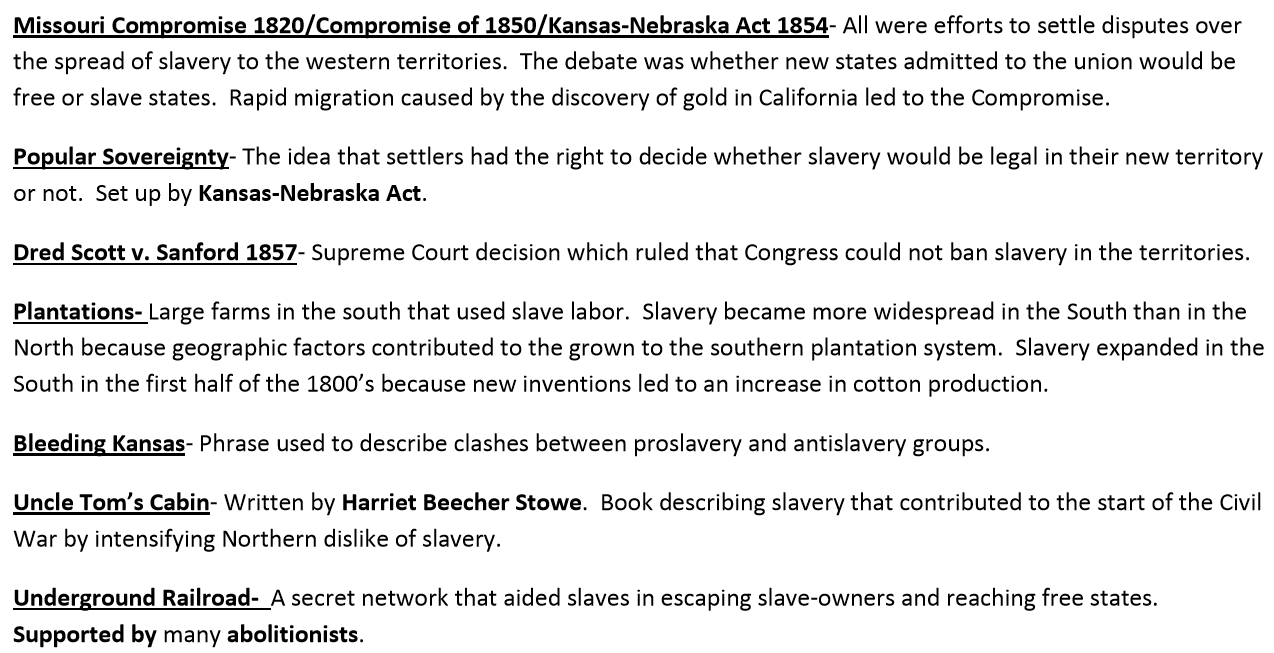 Missouri Compromise 1820/Compromise of 1850/Kansas-Nebraska Act 1854- All were efforts to settle disputes over
the spread of slavery to the western territories.  The debate was whether new states admitted to the union would be
free or slave states.  Rapid migration caused by the discovery of gold in California led to the Compromise.
Popular Sovereignty- The idea that settlers had the right to decide whether slavery would be legal in their new territory
or not.  Set up by Kansas-Nebraska Act.
Dred Scott v. Sanford 1857- Supreme Court decision which ruled that Congress could not ban slavery in the territories.
Plantations- Large farms in the south that used slave labor.  Slavery became more widespread in the South than in the
North because geographic factors contributed to the grown to the southern plantation system.  Slavery expanded in the
South in the first half of the 1800’s because new inventions led to an increase in cotton production.
Bleeding Kansas- Phrase used to describe clashes between proslavery and antislavery groups.
Uncle Tom’s Cabin- Written by Harriet Beecher Stowe.  Book describing slavery that contributed to the start of the Civil
War by intensifying Northern dislike of slavery.
Underground Railroad-  A secret network that aided slaves in escaping slave-owners and reaching free states.
Supported by many abolitionists.